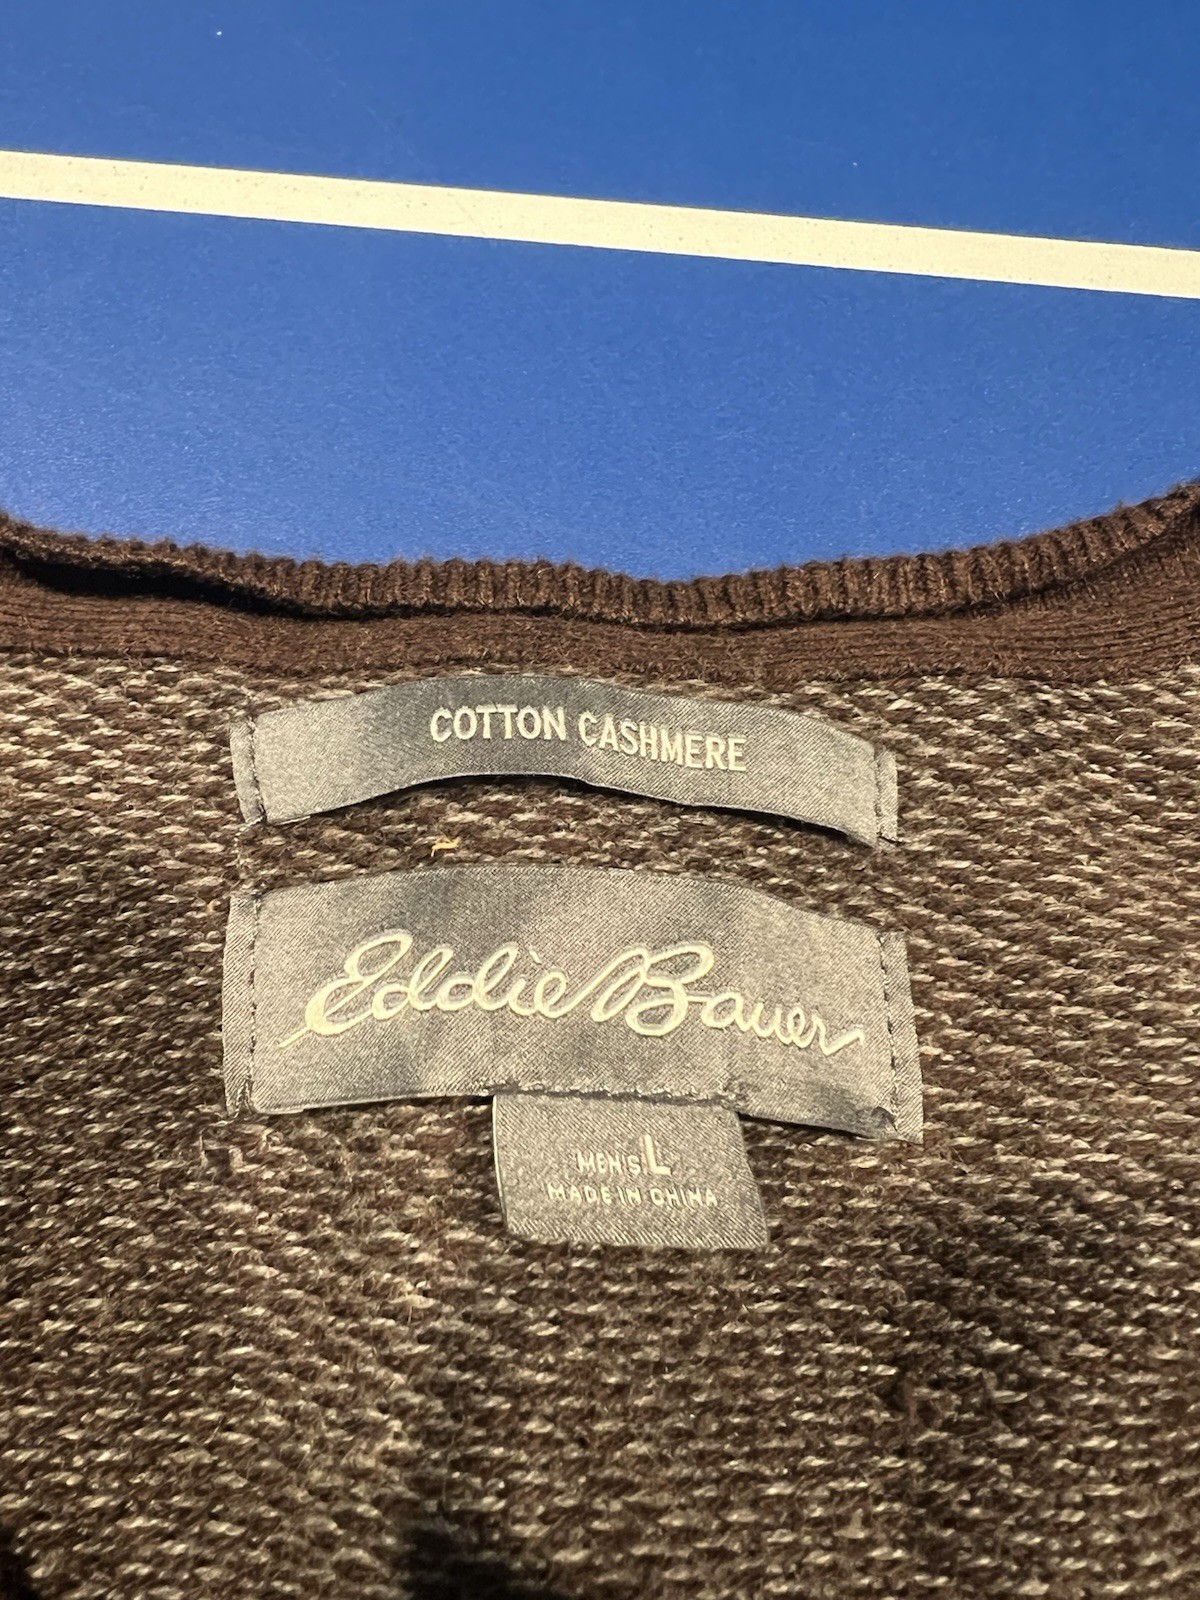 COTTON CASHMERE
Eddie Bauer
MEN'S L
MADE IN CHINA